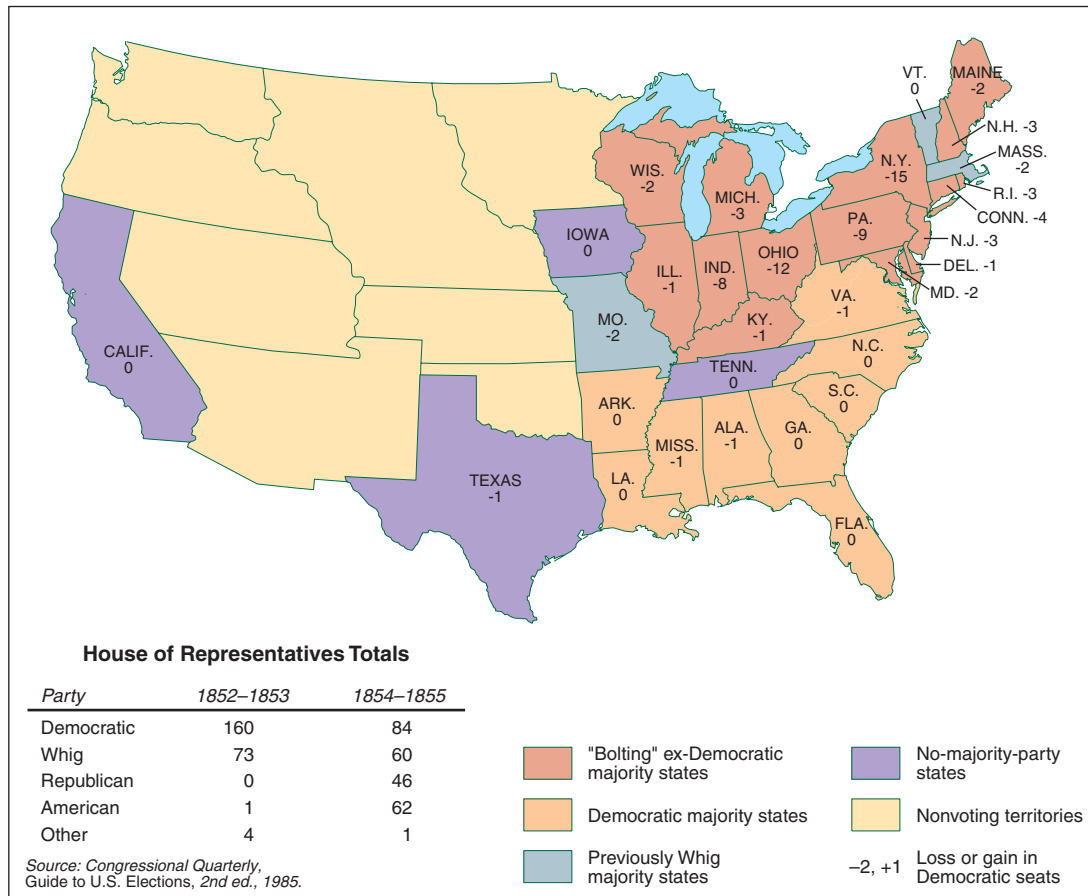 VT.
0
MAINE
-2
N.H. -3
MASS.
-2
R.I. -3
CONN. -4
N.Y.
-15
WIS.
-2
MICH.
-3
PA.
-9
N.J. -3
DEL. -1
MD. -2
IOWA
0
ILL.
-1
IND.
-8
OHIO
-12
VA.
-1
KY.
-1
MO.
-2
CALIF.
0
N.C.
0
TENN.
0
S.C.
0
ARK.
0
MISS.
-1
ALA.
-1
GA.
0
LA.
0
TEXAS
-1
FLA.
0
House of Representatives Totals
Party 1852–1853 1854–1855
Democratic 160 84
Whig 73 60
Republican 0 46
American 1 62
Other 4 1
Source: Congressional Quarterly,
Guide to U.S. Elections, 2nd ed., 1985.
"Bolting" ex-Democratic
majority states
Democratic majority states
Previously Whig
majority states
No-majority-party
states
Nonvoting territories
–2, +1 Loss or gain in
Democratic seats